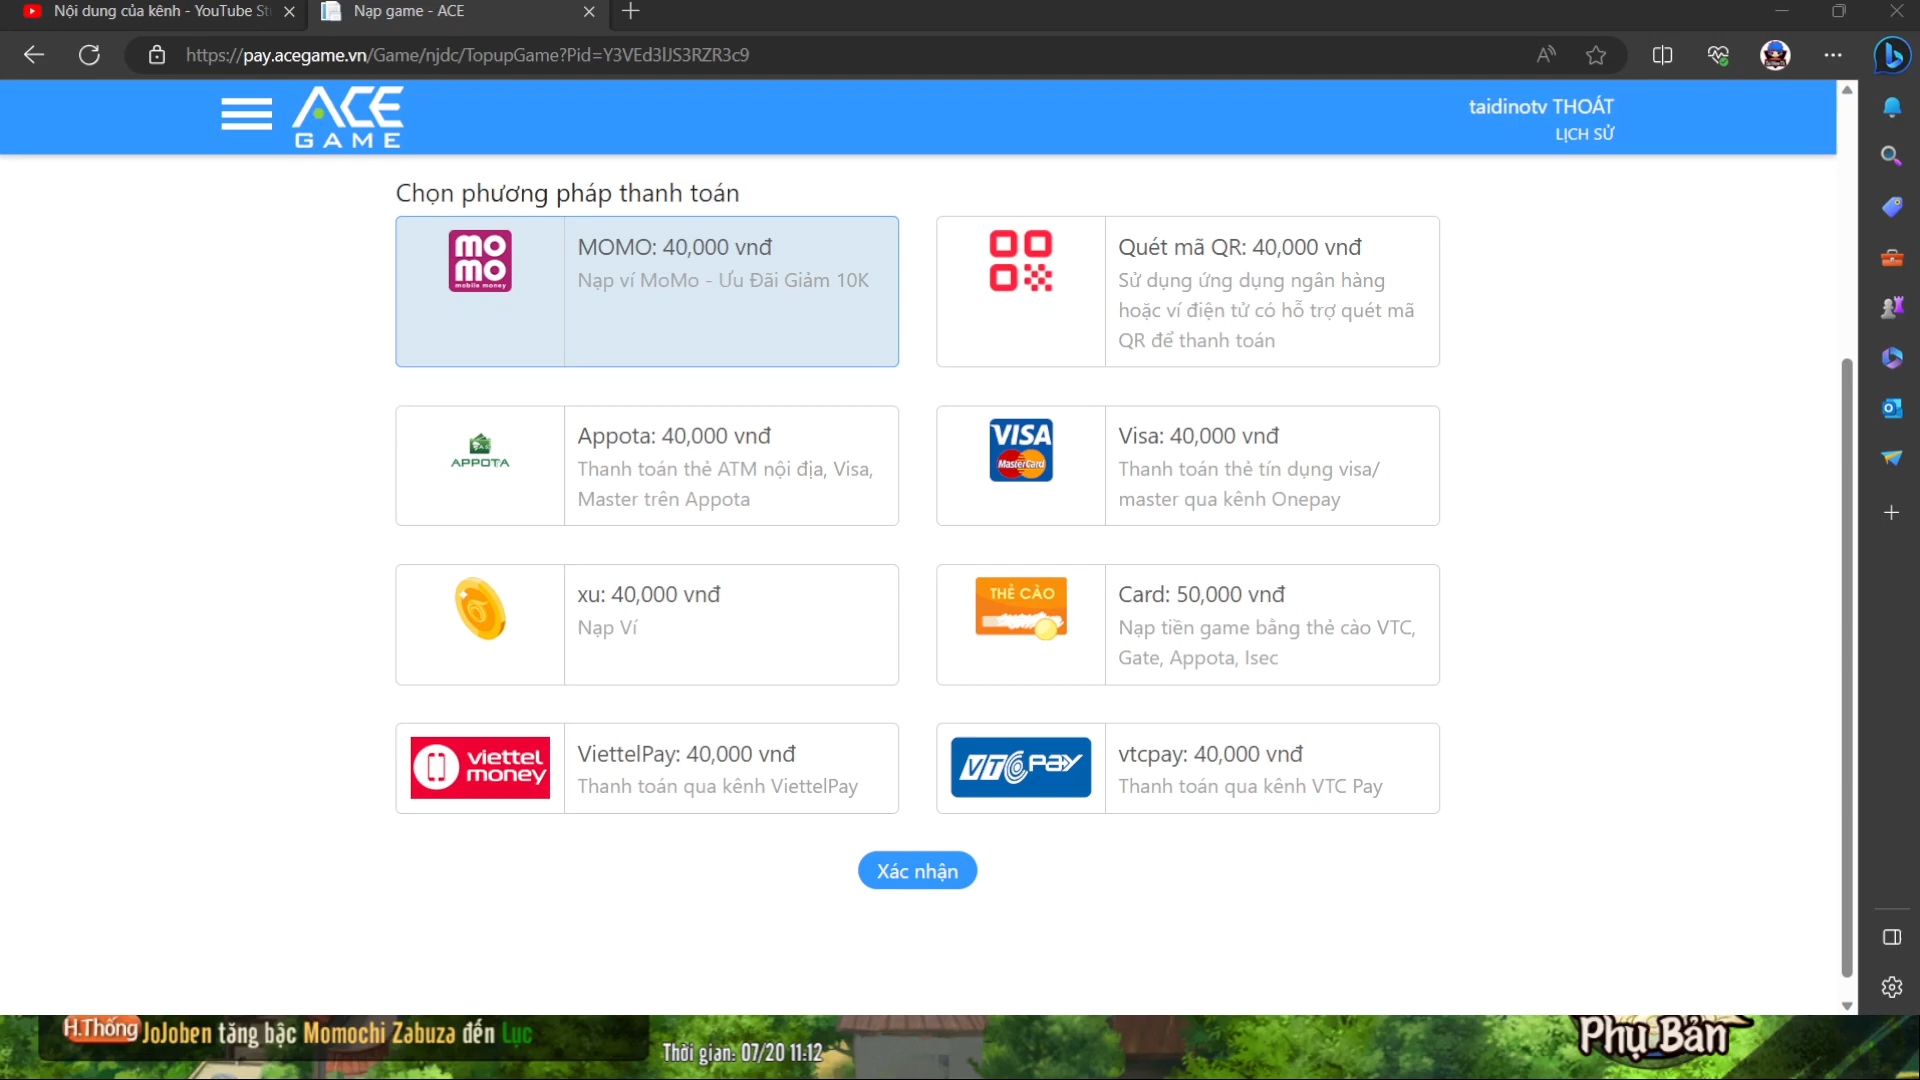 Nội dung của kênh - YouTube St
Nạp game - ACE
https://pay.acegame.vn/Game/njdc/TopupGame?Pid=Y3VEd3lJS3RZR3c9
ACE
GAME
taidinotv THOÁT
LỊCH SỬ
Chọn phương pháp thanh toán
mo
mo
mobile money
MOMO: 40,000 vnđ
Nạp ví MoMo - Ưu Đãi Giảm 10K
Quét mã QR: 40,000 vnđ
Sử dụng ứng dụng ngân hàng
hoặc ví điện tử có hỗ trợ quét mã
QR để thanh toán
APPOTA
Appota: 40,000 vnđ
Thanh toán thẻ ATM nội địa, Visa,
Master trên Appota
VISA
MasterCard
Visa: 40,000 vnđ
Thanh toán thẻ tín dụng visa/
master qua kênh Onepay
xu: 40,000 vnđ
Nạp Ví
THẺ CÀO
Card: 50,000 vnđ
Nạp tiền game bằng thẻ cào VTC,
Gate, Appota, Isec
viettel
money
ViettelPay: 40,000 vnđ
Thanh toán qua kênh ViettelPay
VTC Pay
vtcpay: 40,000 vnđ
Thanh toán qua kênh VTC Pay
Xác nhận
H.Thống JoJoben tăng bậc Momochi Zabuza đến Lục
Thời gian: 07/20 11:12
Phụ Bản